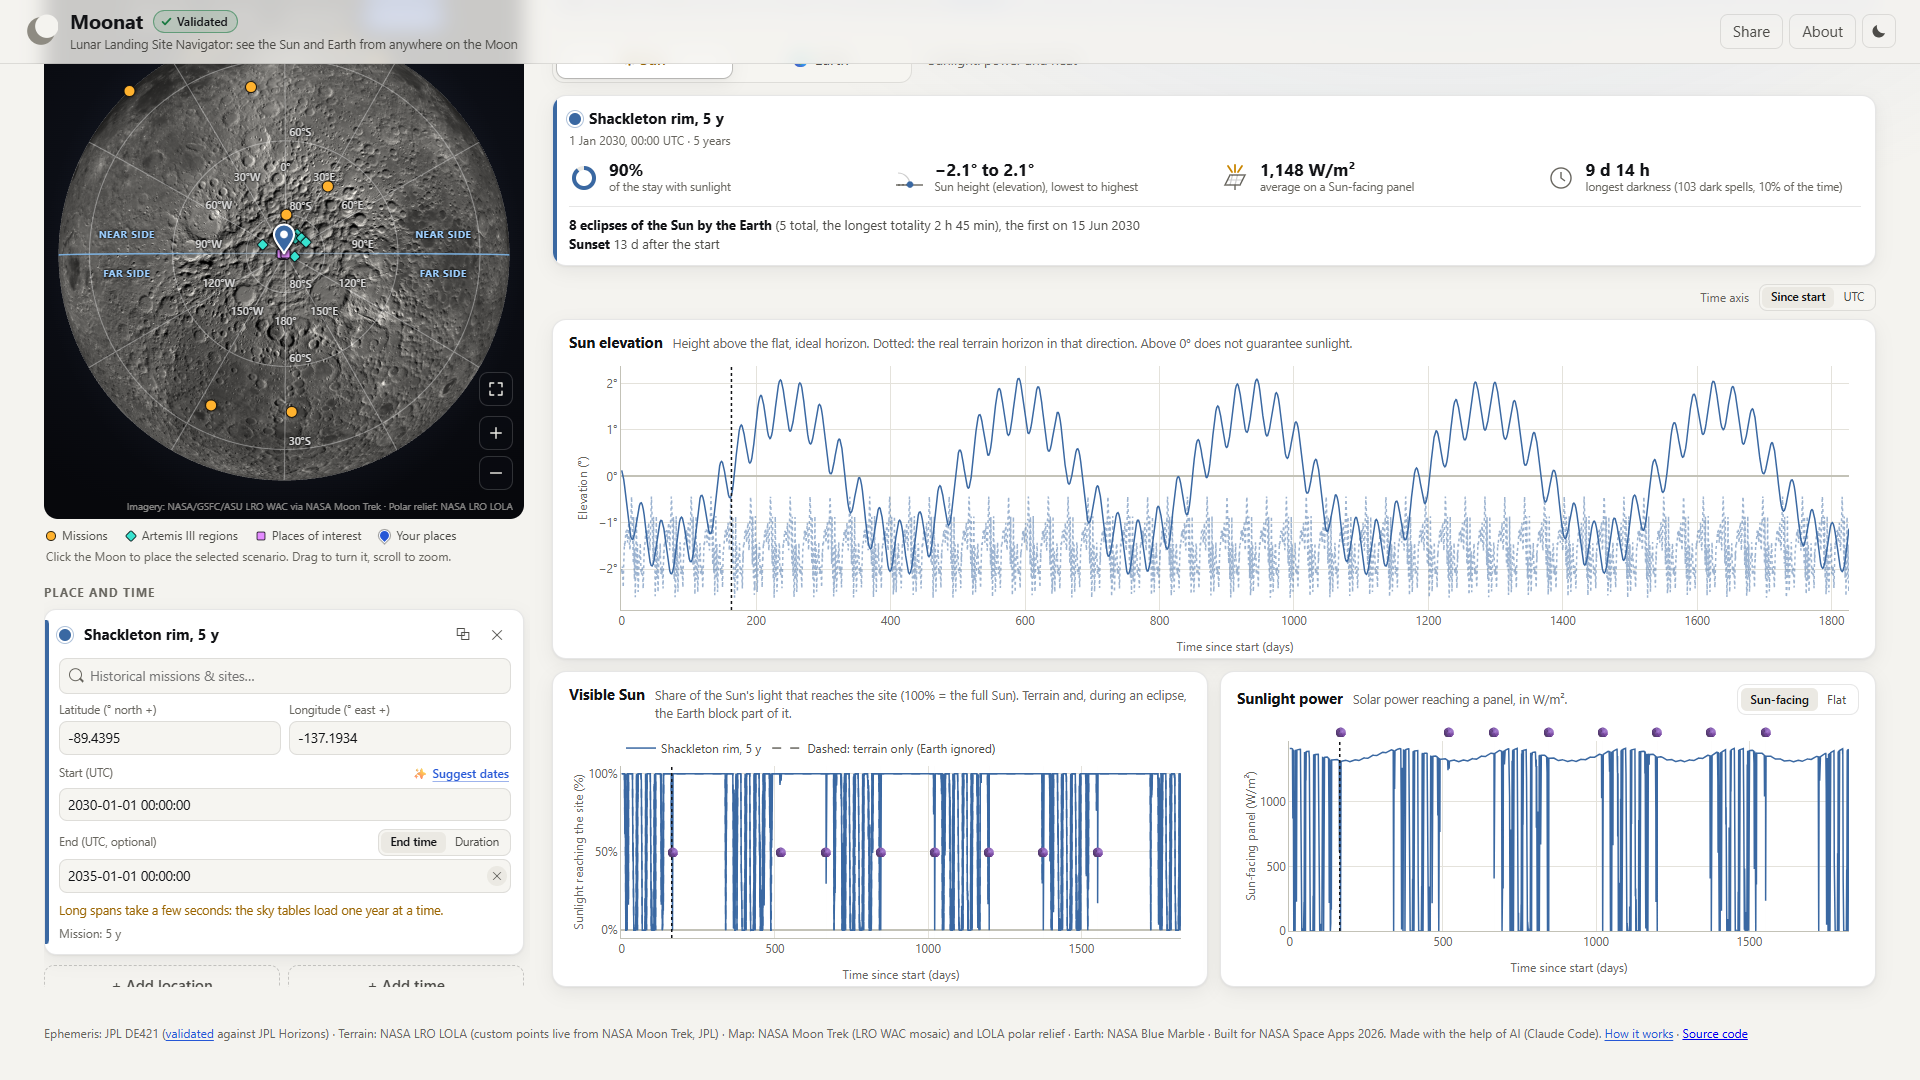 Moonat
Validated
Lunar Landing Site Navigator: see the Sun and Earth from anywhere on the Moon
Share
About
60°S
0°
30°W
30°E
60°W
80°S
60°E
NEAR SIDE
NEAR SIDE
90°W
90°E
FAR SIDE
FAR SIDE
120°W
80°S
120°E
150°W
150°E
180°
60°S
30°S
Imagery: NASA/GSFC/ASU LRO WAC via NASA Moon Trek · Polar relief: NASA LRO LOLA
Missions
Artemis III regions
Places of interest
Your places
Click the Moon to place the selected scenario. Drag to turn it, scroll to zoom.
PLACE AND TIME
Shackleton rim, 5 y
Historical missions & sites...
Latitude (° north +)
Longitude (° east +)
-89.4395
-137.1934
Start (UTC)
Suggest dates
2030-01-01 00:00:00
End (UTC, optional)
End time
Duration
2035-01-01 00:00:00
Long spans take a few seconds: the sky tables load one year at a time.
Mission: 5 y
+ Add location
+ Add time
Shackleton rim, 5 y
1 Jan 2030, 00:00 UTC · 5 years
90%
of the stay with sunlight
−2.1° to 2.1°
Sun height (elevation), lowest to highest
1,148 W/m²
average on a Sun-facing panel
9 d 14 h
longest darkness (103 dark spells, 10% of the time)
8 eclipses of the Sun by the Earth (5 total, the longest totality 2 h 45 min), the first on 15 Jun 2030
Sunset 13 d after the start
Time axis
Since start
UTC
Sun elevation
Height above the flat, ideal horizon. Dotted: the real terrain horizon in that direction. Above 0° does not guarantee sunlight.
Elevation (°)
2°
1°
0°
−1°
−2°
0
200
400
600
800
1000
1200
1400
1600
1800
Time since start (days)
Visible Sun
Share of the Sun's light that reaches the site (100% = the full Sun). Terrain and, during an eclipse,
the Earth block part of it.
Shackleton rim, 5 y
Dashed: terrain only (Earth ignored)
Sunlight reaching the site (%)
100%
50%
0%
0
500
1000
1500
Time since start (days)
Sunlight power
Solar power reaching a panel, in W/m².
Sun-facing
Flat
Sun-facing panel (W/m²)
1000
500
0
0
500
1000
1500
Time since start (days)
Ephemeris: JPL DE421 (validated against JPL Horizons) · Terrain: NASA LRO LOLA (custom points live from NASA Moon Trek, JPL) · Map: NASA Moon Trek (LRO WAC mosaic) and LOLA polar relief · Earth: NASA Blue Marble · Built for NASA Space Apps 2026. Made with the help of AI (Claude Code). How it works · Source code